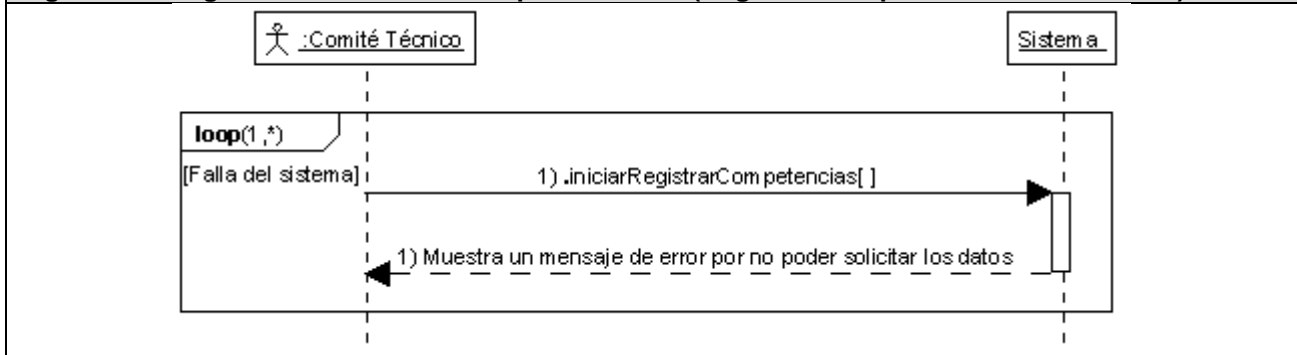 :Comité Técnico
Sistema
loop(1,*)
[Falla del sistema]
1) .iniciarRegistrarCompetencias[ ]
1) Muestra un mensaje de error por no poder solicitar los datos